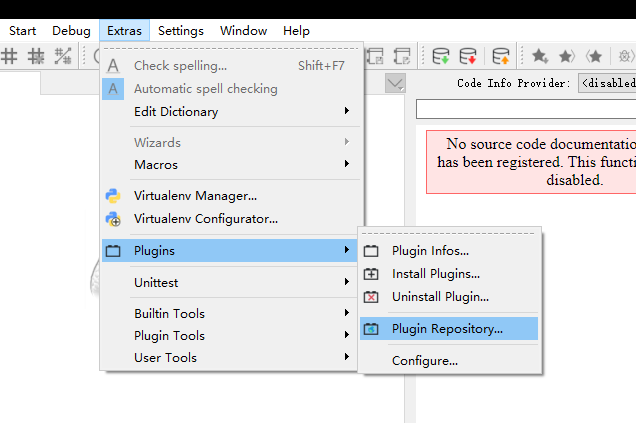 Start Debug Extras Settings Window Help
Check spelling... Shift+F7
Automatic spell checking
Edit Dictionary
Wizards
Macros
Virtualenv Manager...
Virtualenv Configurator...
Plugins
Unittest
Builtin Tools
Plugin Tools
User Tools
Plugin Infos...
Install Plugins...
Uninstall Plugin...
Plugin Repository...
Configure...
Code Info Provider: <disabled
No source code documentatio
has been registered. This functi
disabled.